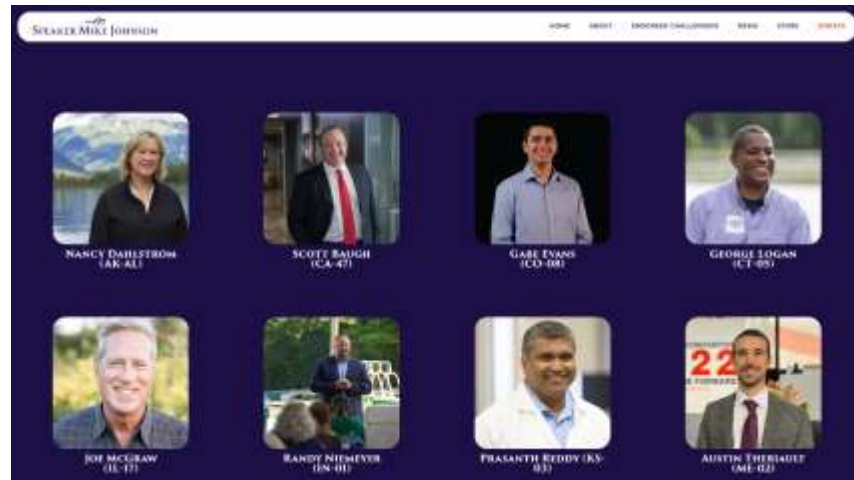 SPEAKER MIKE JOHNSON
HOME ABOUT ENDORSED CHALLENGERS NEWS STORE DONATE
NANCY DAHLSTROM
(AK-AL)
SCOTT BAUGH
(CA-47)
GABE EVANS
(CO-08)
GEORGE LOGAN
(CT-05)
22
JOE MCGRAW
(IL-17)
RANDY NIEMEYER
(IN-01)
PRASANTH REDDY (KS-
03)
AUSTIN THERIAULT
(ME-02)